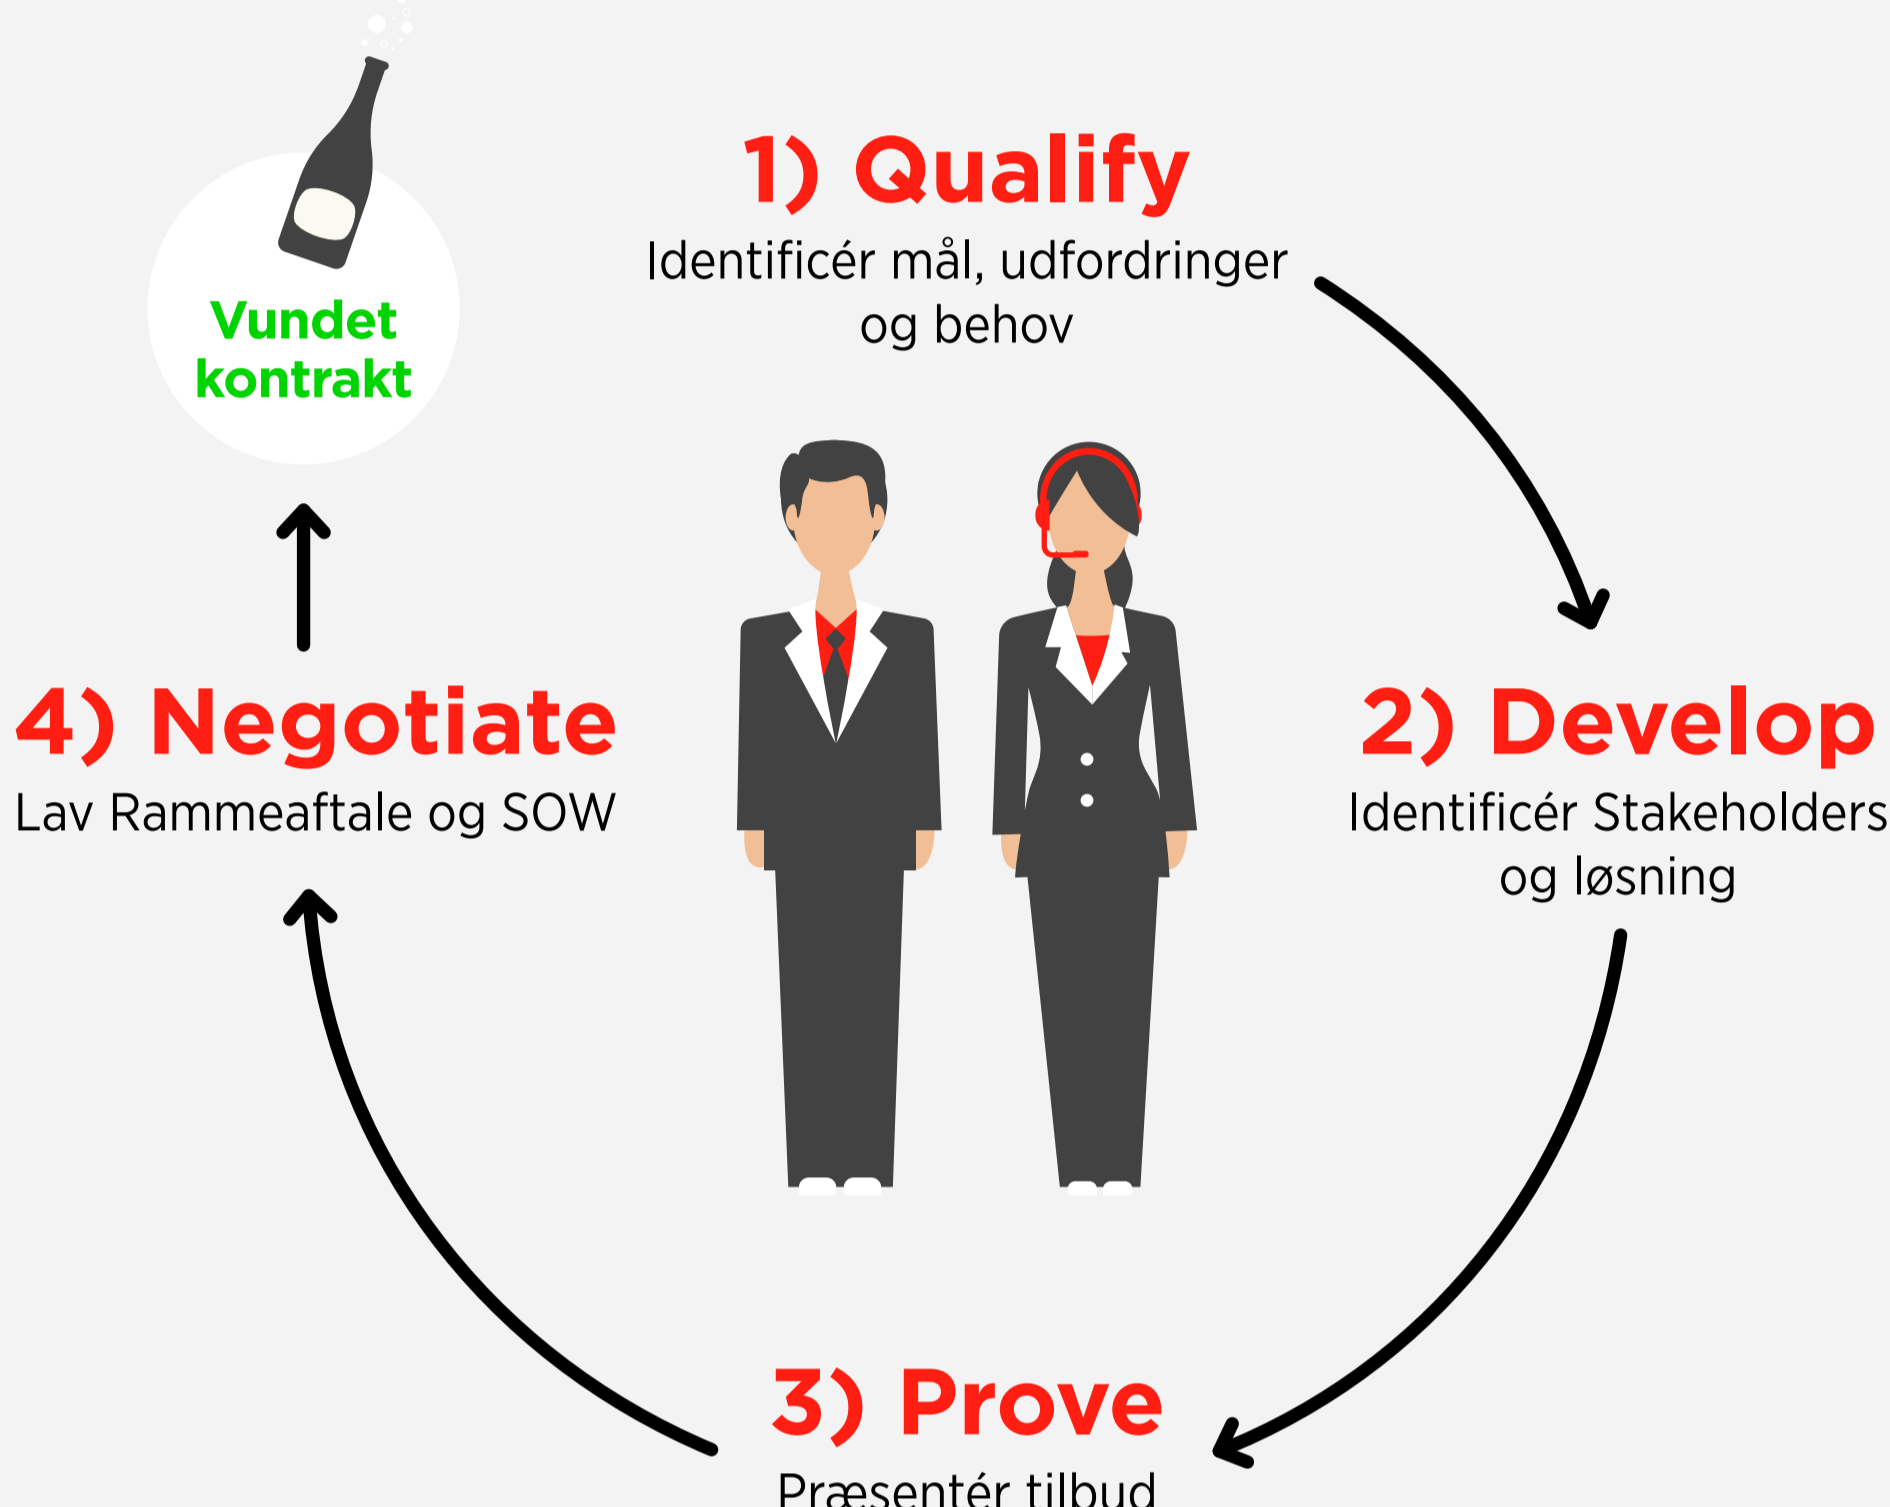 1) Qualify
Identificér mål, udfordringer
og behov
2) Develop
Identificér Stakeholders
og løsning
3) Prove
Præsentér tilbud
4) Negotiate
Lav Rammeaftale og SOW
Vundet
kontrakt